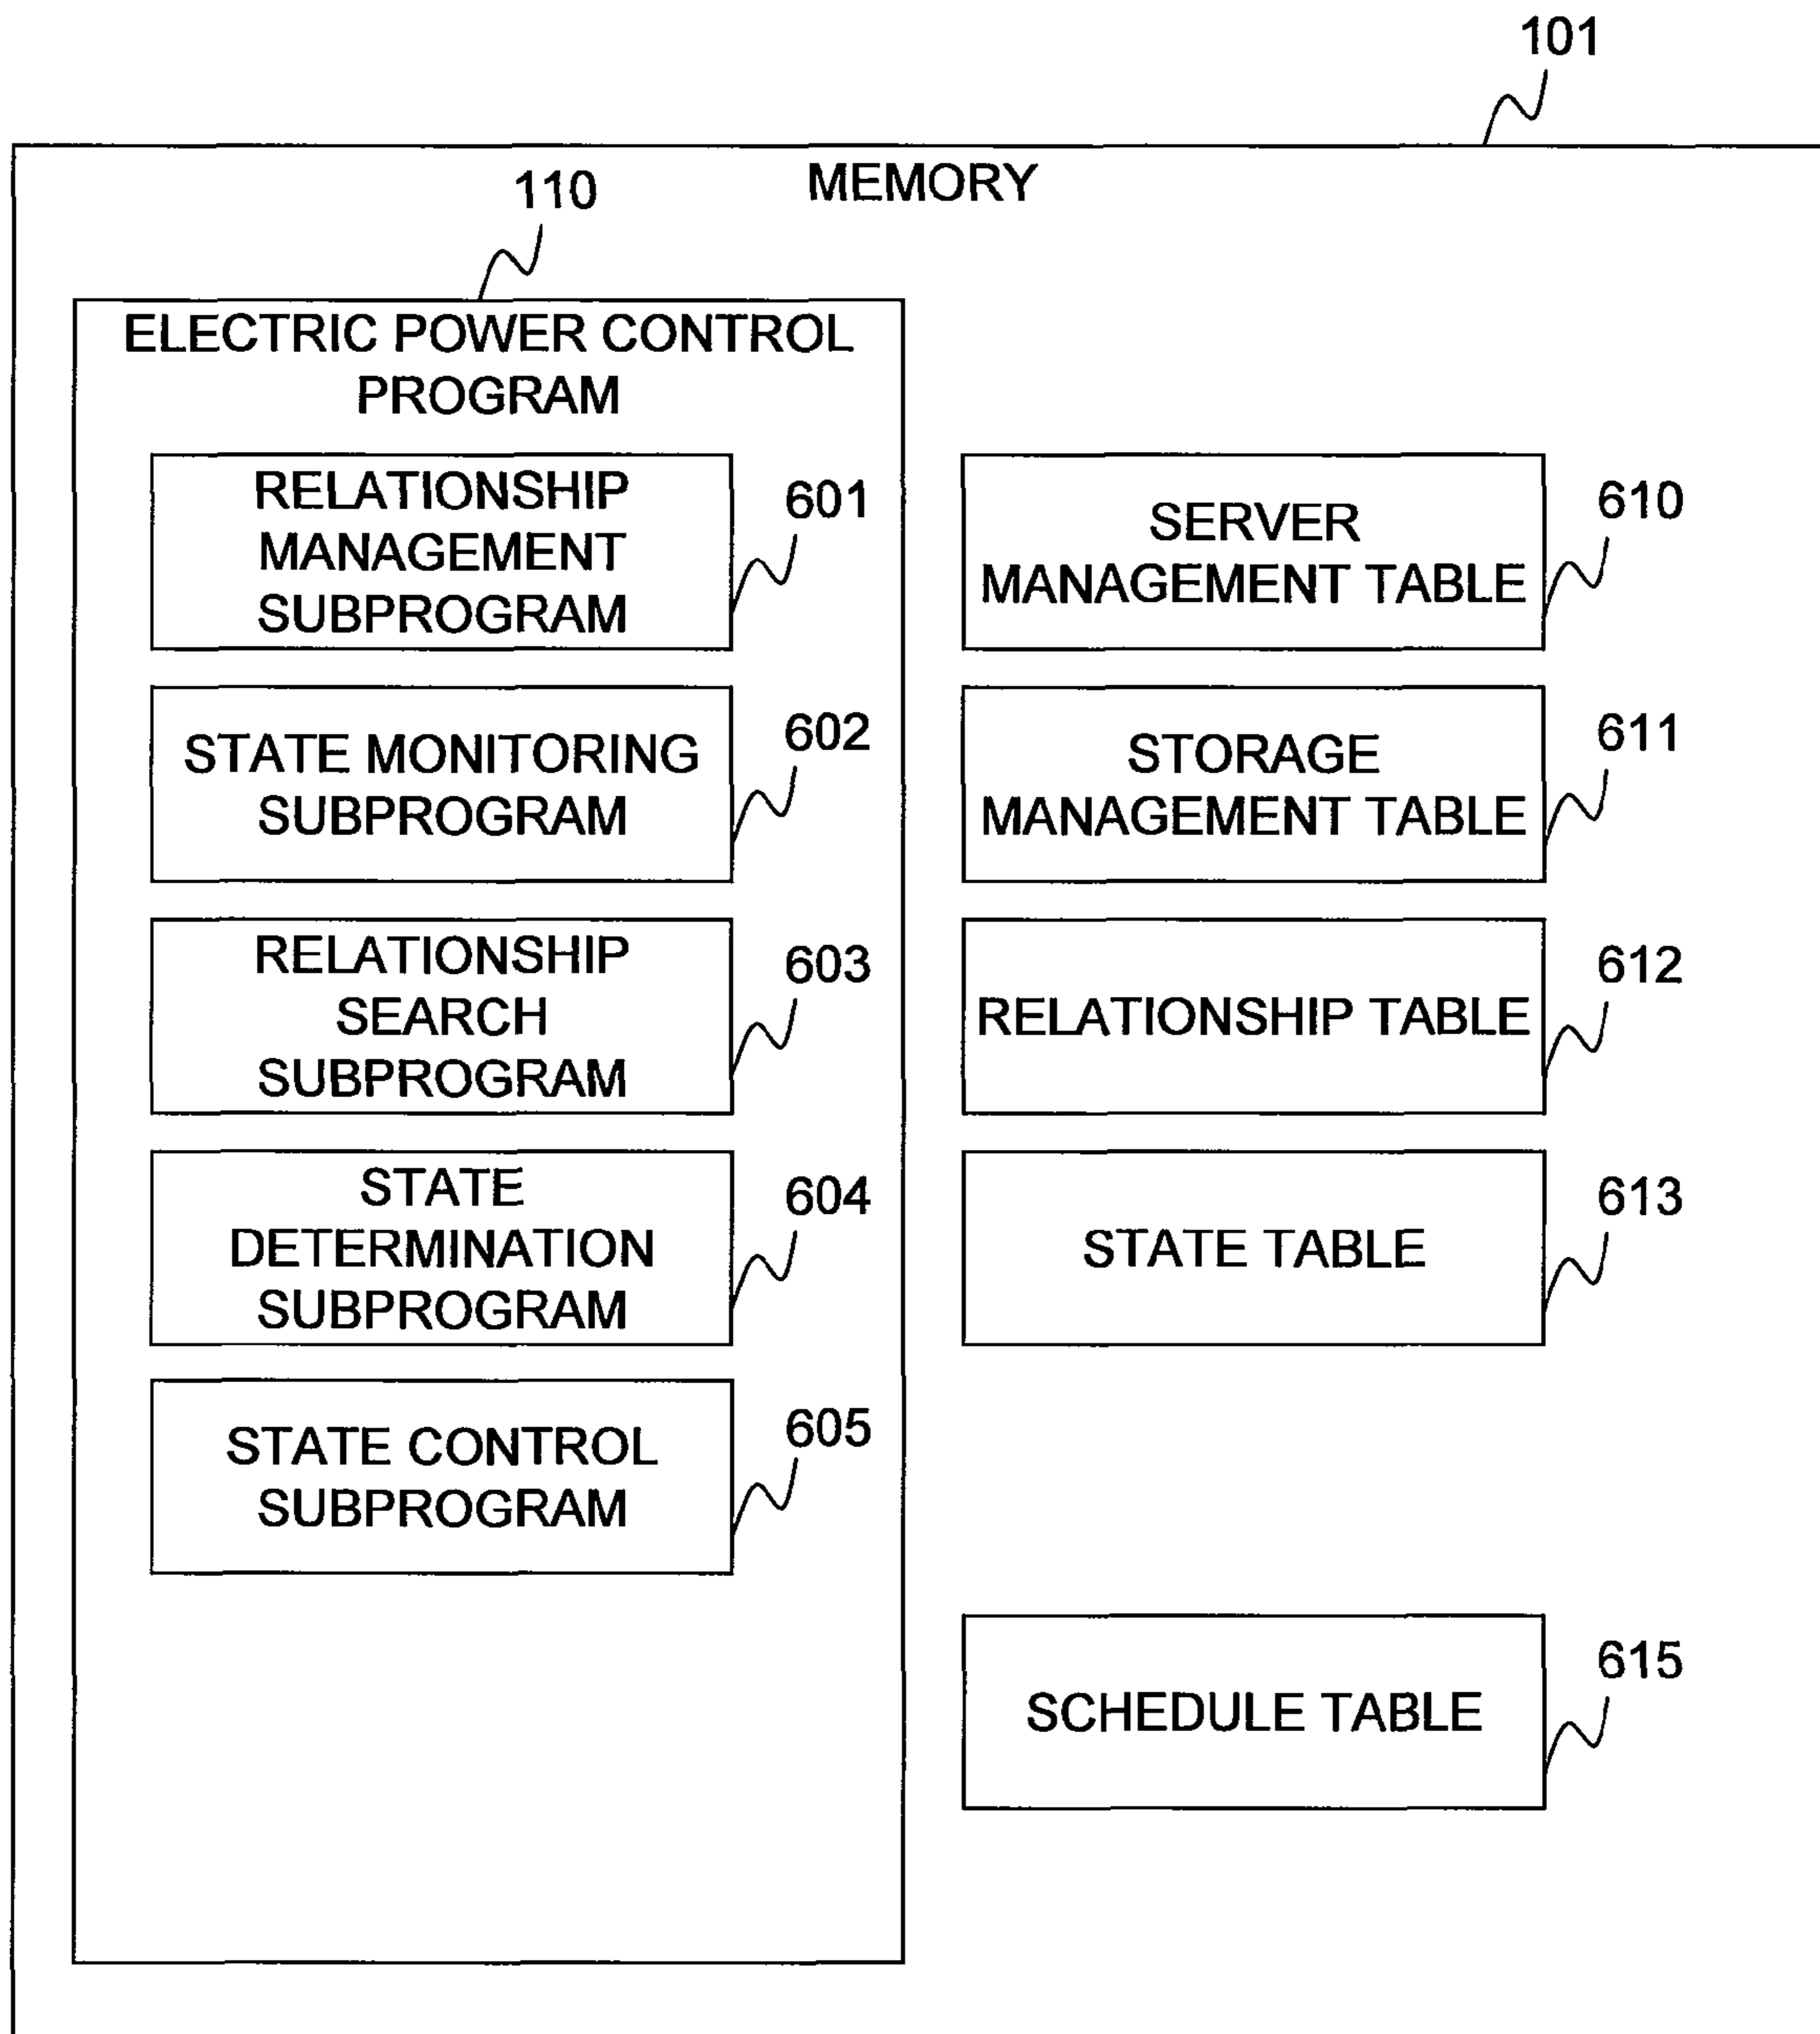 101
MEMORY
110
ELECTRIC POWER CONTROL
PROGRAM
RELATIONSHIP
MANAGEMENT
SUBPROGRAM
601
STATE MONITORING
SUBPROGRAM
602
RELATIONSHIP
SEARCH
SUBPROGRAM
603
STATE
DETERMINATION
SUBPROGRAM
604
STATE CONTROL
SUBPROGRAM
605
SERVER
MANAGEMENT TABLE
610
STORAGE
MANAGEMENT TABLE
611
RELATIONSHIP TABLE
612
STATE TABLE
613
SCHEDULE TABLE
615